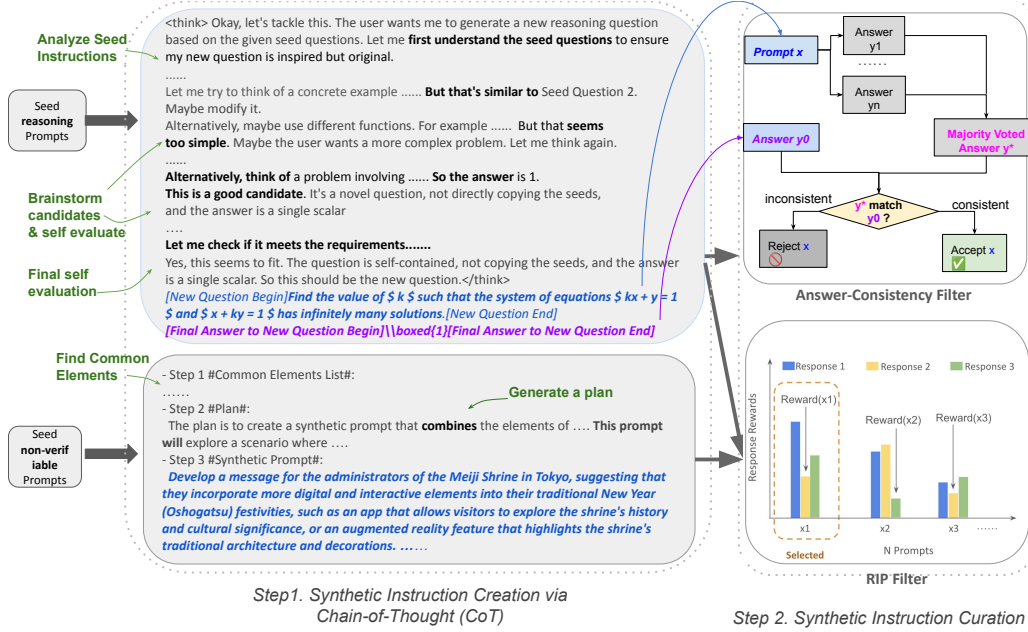 Analyze Seed
Instructions
Seed
reasoning
Prompts
Brainstorm
candidates
& self evaluate
Final self
evaluation
<think> Okay, let's tackle this. The user wants me to generate a new reasoning question
based on the given seed questions. Let me first understand the seed questions to ensure
my new question is inspired but original.
......
Let me try to think of a concrete example ...... But that's similar to Seed Question 2.
Maybe modify it.
Alternatively, maybe use different functions. For example ...... But that seems
too simple. Maybe the user wants a more complex problem. Let me think again.
......
Alternatively, think of a problem involving ...... So the answer is 1.
This is a good candidate. It's a novel question, not directly copying the seeds,
and the answer is a single scalar
....
Let me check if it meets the requirements.......
Yes, this seems to fit. The question is self-contained, not copying the seeds, and the answer
is a single scalar. So this should be the new question.</think>
[New Question Begin]Find the value of $ k $ such that the system of equations $ kx + y = 1
$ and $ x + ky = 1 $ has infinitely many solutions.[New Question End]
[Final Answer to New Question Begin]\\boxed{1}[Final Answer to New Question End]
Find Common
Elements
Seed
non-verif
iable
Prompts
- Step 1 #Common Elements List#:
......
- Step 2 #Plan#:
Generate a plan
The plan is to create a synthetic prompt that combines the elements of .... This prompt
will explore a scenario where ....
- Step 3 #Synthetic Prompt#:
Develop a message for the administrators of the Meiji Shrine in Tokyo, suggesting that
they incorporate more digital and interactive elements into their traditional New Year
(Oshogatsu) festivities, such as an app that allows visitors to explore the shrine's history
and cultural significance, or an augmented reality feature that highlights the shrine's
traditional architecture and decorations. ......
Step1. Synthetic Instruction Creation via
Chain-of-Thought (CoT)
Prompt x
Answer
y1
......
Answer
yn
Answer y0
Majority Voted
Answer y*
inconsistent
y* match
y0 ?
consistent
Reject x
Accept x
Answer-Consistency Filter
Response 1
Response 2
Response 3
Response Rewards
Reward(x1)
Reward(x2)
Reward(x3)
x1
x2
x3
......
Selected
N Prompts
RIP Filter
Step 2. Synthetic Instruction Curation